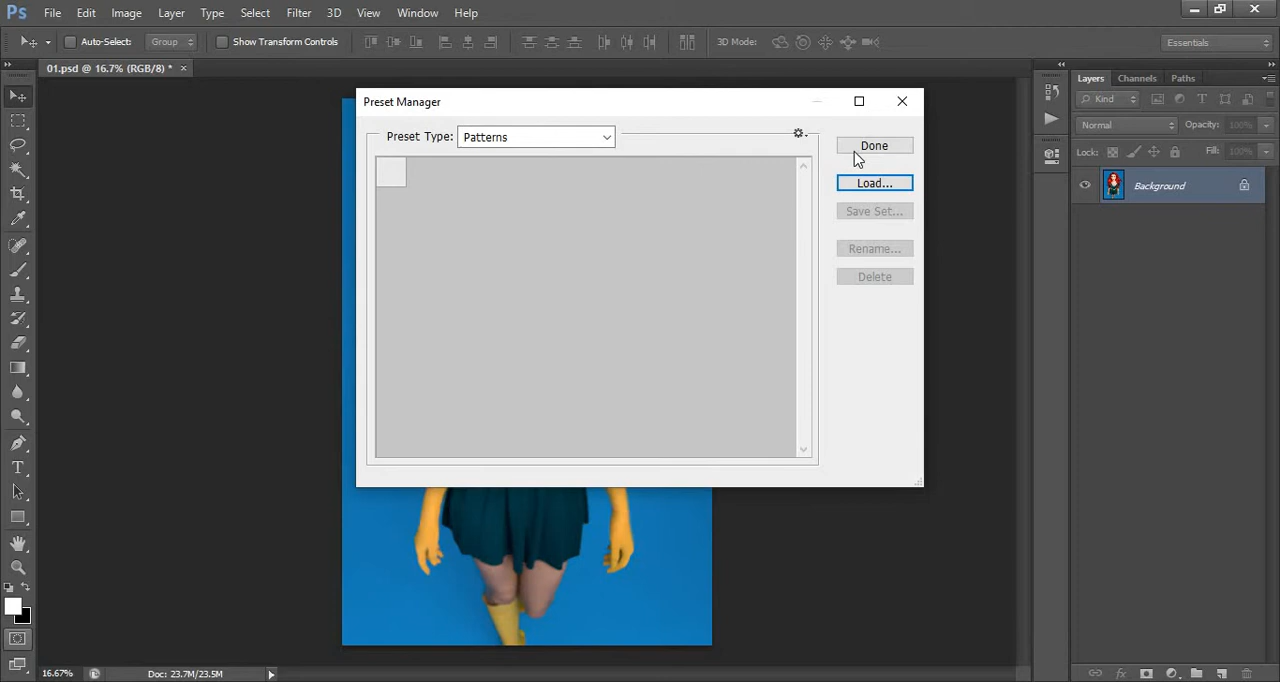 Ps File Edit Image Layer Type Select Filter 3D View Window Help
Auto-Select: Group Show Transform Controls 3D Mode: Essentials
01.psd @ 16.7% (RGB/8) * ×
Preset Manager
Preset Type: Patterns
Done
Load...
Save Set...
Rename...
Delete
Layers Channels Paths
Kind
Normal Opacity: 100%
Lock: Fill: 100%
Background
16.67% Doc: 23.7M/23.5M